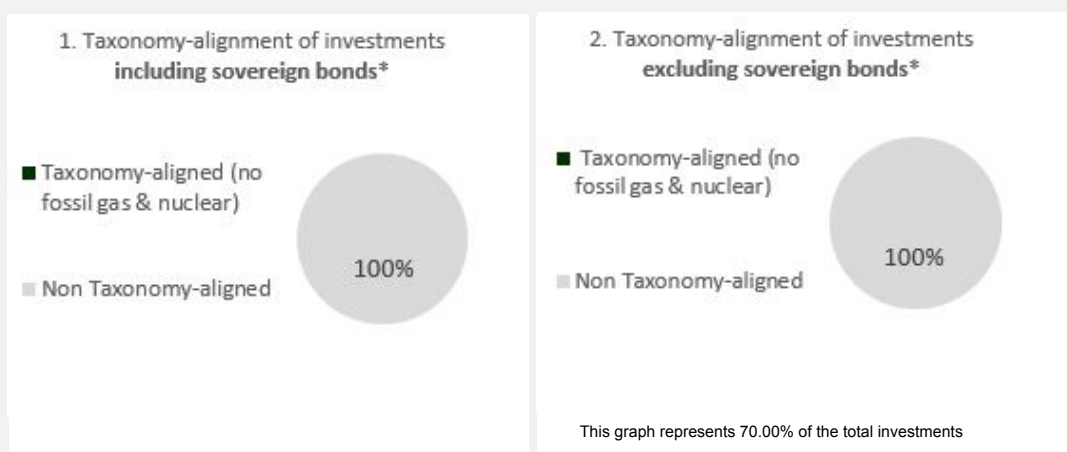 1. Taxonomy-alignment of investments
including sovereign bonds*
Taxonomy-aligned (no
fossil gas & nuclear)
100%
Non Taxonomy-aligned
2. Taxonomy-alignment of investments
excluding sovereign bonds*
Taxonomy-aligned (no
fossil gas & nuclear)
100%
Non Taxonomy-aligned
This graph represents 70.00% of the total investments